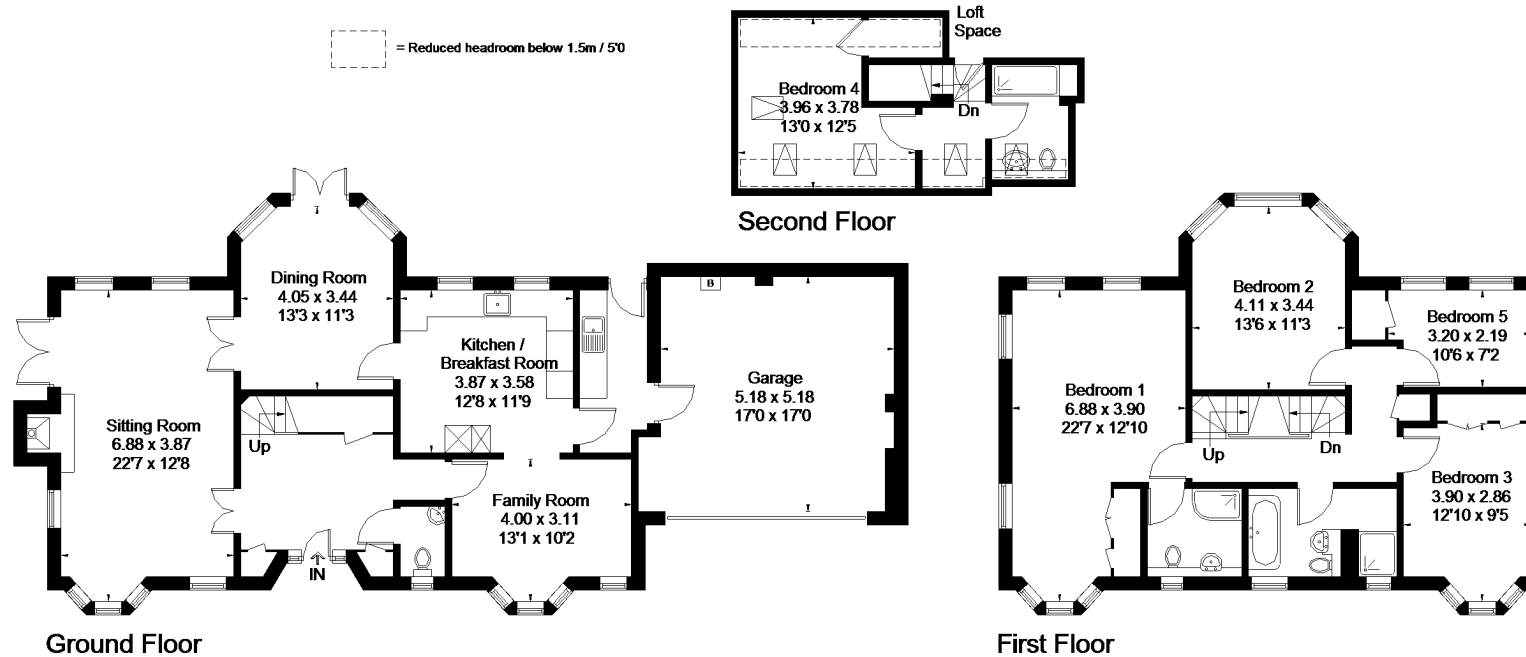 = Reduced headroom below 1.5m / 5'0
Loft
Space
Bedroom 4
3.96 x 3.78
13'0 x 12'5
Dn
Second Floor
Dining Room
4.05 x 3.44
13'3 x 11'3
Kitchen /
Breakfast Room
3.87 x 3.58
12'8 x 11'9
B
Garage
5.18 x 5.18
17'0 x 17'0
Sitting Room
6.88 x 3.87
22'7 x 12'8
Up
Family Room
4.00 x 3.11
13'1 x 10'2
IN
Ground Floor
Bedroom 2
4.11 x 3.44
13'6 x 11'3
Bedroom 5
3.20 x 2.19
10'6 x 7'2
Bedroom 1
6.88 x 3.90
22'7 x 12'10
Up
Dn
Bedroom 3
3.90 x 2.86
12'10 x 9'5
First Floor